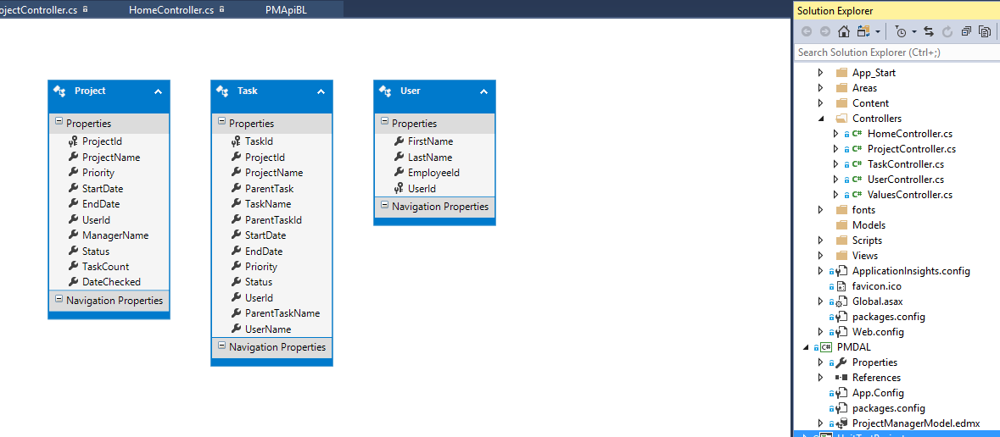 ojectController.cs
HomeController.cs
PMApiBL
Project
Properties
ProjectId
ProjectName
Priority
StartDate
EndDate
UserId
ManagerName
Status
TaskCount
DateChecked
Navigation Properties
Task
Properties
TaskId
ProjectId
ProjectName
ParentTask
TaskName
ParentTaskId
StartDate
EndDate
Priority
Status
UserId
ParentTaskName
UserName
Navigation Properties
User
Properties
FirstName
LastName
EmployeeId
UserId
Navigation Properties
Solution Explorer
Search Solution Explorer (Ctrl+;)
App_Start
Areas
Content
Controllers
C# HomeController.cs
C# ProjectController.cs
C# TaskController.cs
C# UserController.cs
C# ValuesController.cs
fonts
Models
Scripts
Views
ApplicationInsights.config
favicon.ico
Global.asax
packages.config
Web.config
C# PMDAL
Properties
References
App.Config
packages.config
ProjectManagerModel.edmx